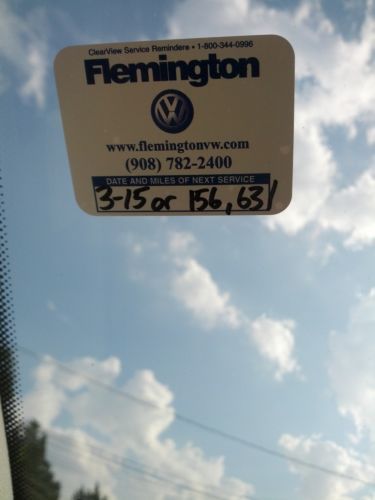 ClearView Service Reminders • 1-800-344-0996
Flemington
www.flemingtonvw.com
(908) 782-2400
DATE AND MILES OF NEXT SERVICE
3-15 or 156,631